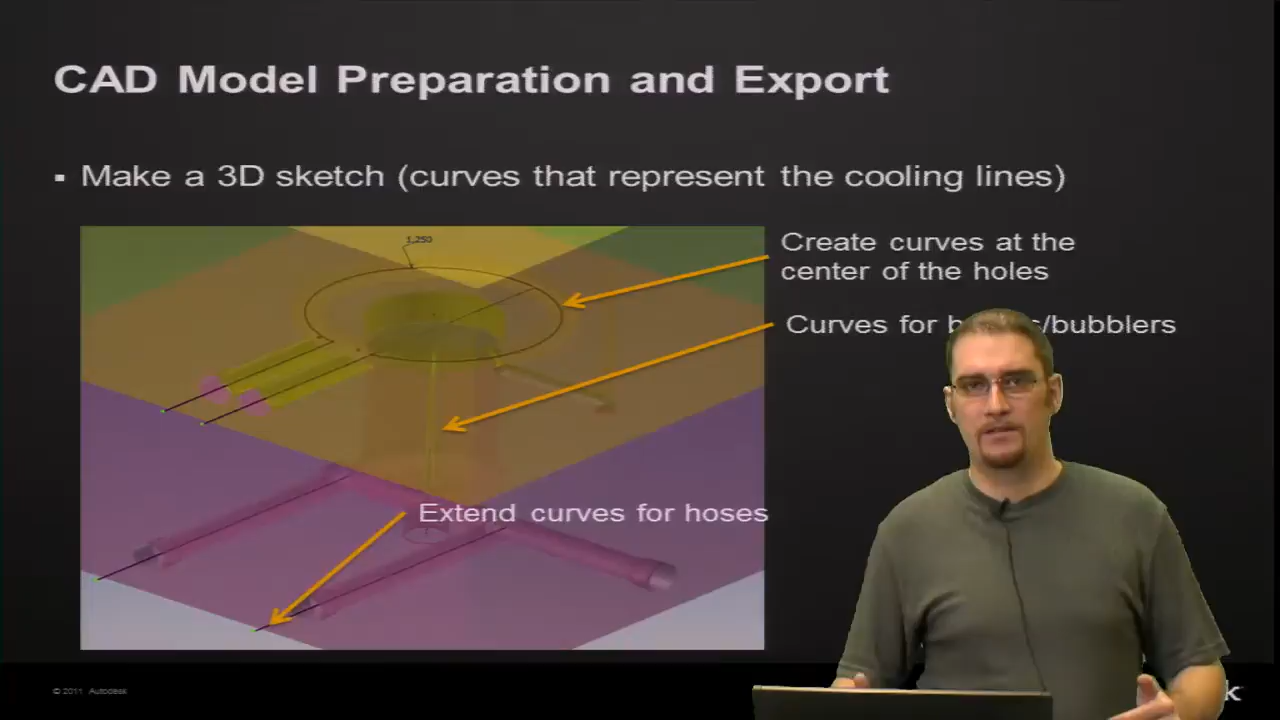 CAD Model Preparation and Export
▪ Make a 3D sketch (curves that represent the cooling lines)
1,250
Create curves at the
center of the holes
Curves for /bubblers
Extend curves for hoses
© 2011 Autodesk